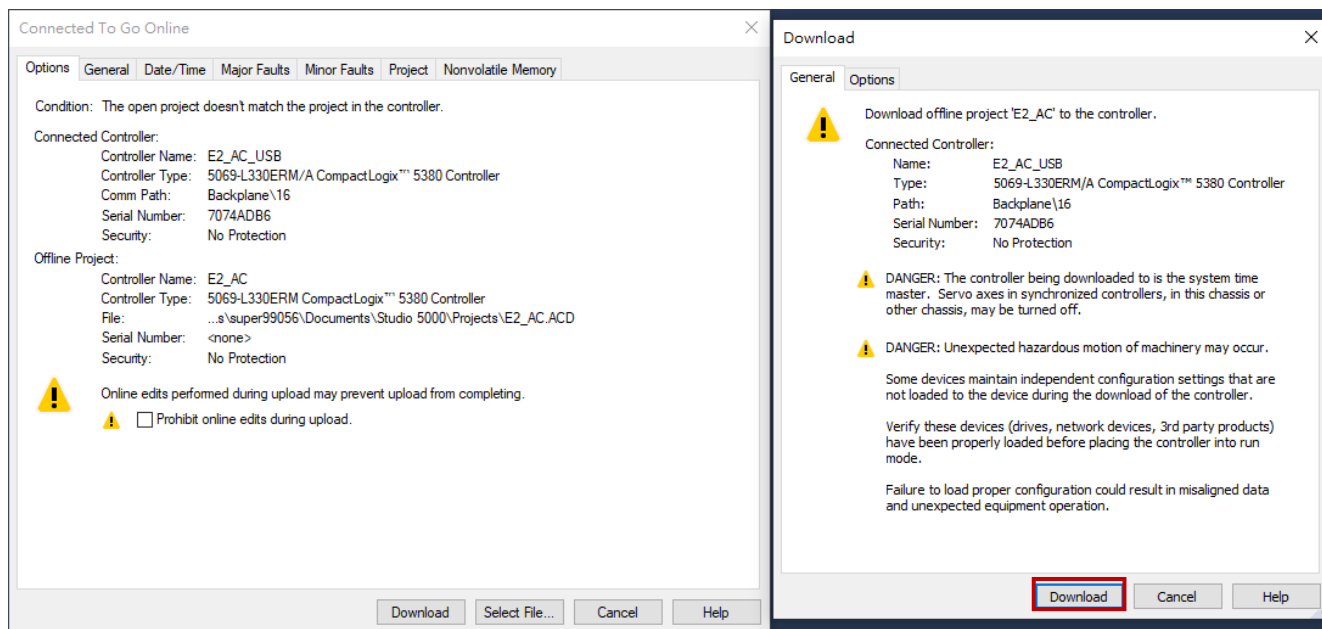 Connected To Go Online
Options General Date/Time Major Faults Minor Faults Project Nonvolatile Memory
Condition: The open project doesn't match the project in the controller.
Connected Controller:
Controller Name: E2_AC_USB
Controller Type: 5069-L330ERM/A CompactLogix™ 5380 Controller
Comm Path: Backplane\16
Serial Number: 7074ADB6
Security: No Protection
Offline Project:
Controller Name: E2_AC
Controller Type: 5069-L330ERM CompactLogix™ 5380 Controller
File: ...s\super99056\Documents\Studio 5000\Projects\E2_AC.ACD
Serial Number: <none>
Security: No Protection
Online edits performed during upload may prevent upload from completing.
Prohibit online edits during upload.
Download Select File... Cancel Help
Download
General Options
Download offline project 'E2_AC' to the controller.
Connected Controller:
Name: E2_AC_USB
Type: 5069-L330ERM/A CompactLogix™ 5380 Controller
Path: Backplane\16
Serial Number: 7074ADB6
Security: No Protection
DANGER: The controller being downloaded to is the system time
master. Servo axes in synchronized controllers, in this chassis or
other chassis, may be turned off.
DANGER: Unexpected hazardous motion of machinery may occur.
Some devices maintain independent configuration settings that are
not loaded to the device during the download of the controller.
Verify these devices (drives, network devices, 3rd party products)
have been properly loaded before placing the controller into run
mode.
Failure to load proper configuration could result in misaligned data
and unexpected equipment operation.
Download Cancel Help